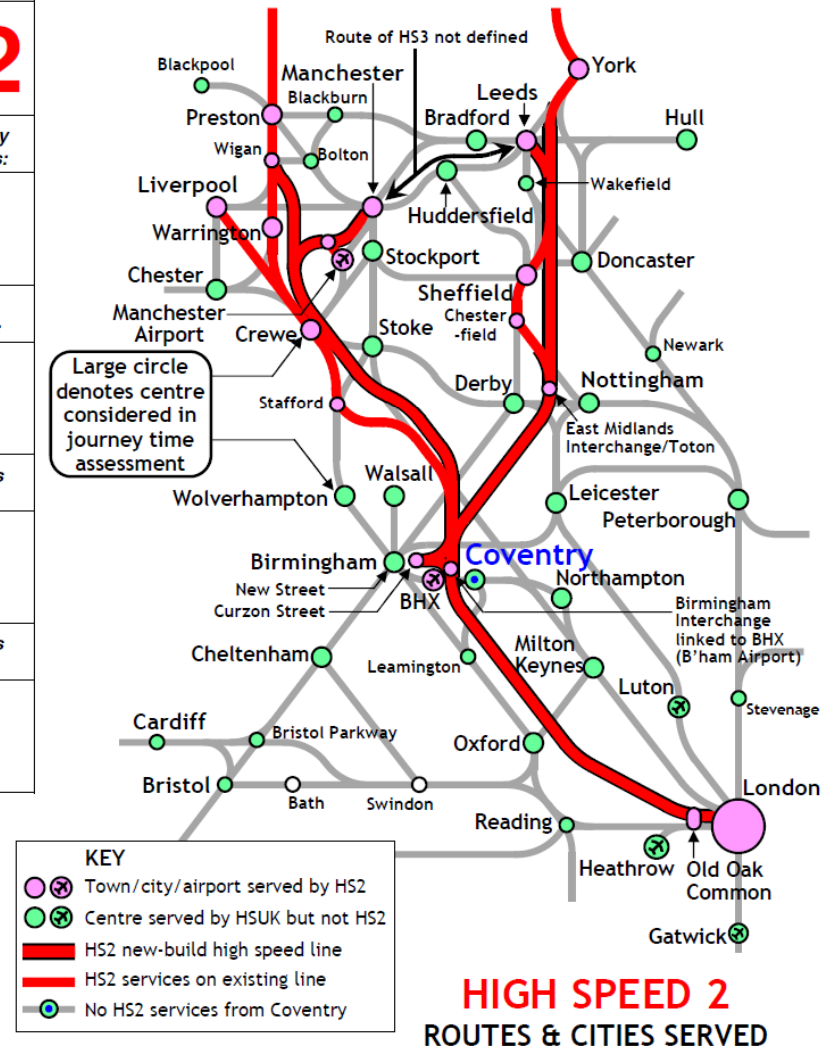 2
y
s:
.
s
s
Route of HS3 not defined
Blackpool
Manchester
York
Leeds
Blackburn
Preston
Bradford
Hull
Wigan
Bolton
Liverpool
Wakefield
Huddersfield
Warrington
Stockport
Chester
Doncaster
Sheffield
Manchester
Airport
Chester
-field
Crewe
Stoke
Newark
Large circle
denotes centre
considered in
journey time
assessment
Derby
Nottingham
Stafford
East Midlands
Interchange/Toton
Walsall
Wolverhampton
Leicester
Peterborough
Birmingham
Coventry
New Street
Curzon Street
BHX
Northampton
Birmingham
Interchange
linked to BHX
(B'ham Airport)
Cheltenham
Leamington
Milton
Keynes
Luton
Stevenage
Cardiff
Bristol Parkway
Oxford
Bristol
Bath
Swindon
London
Reading
Heathrow
Old Oak
Common
Gatwick
KEY
Town/city/airport served by HS2
Centre served by HSUK but not HS2
HS2 new-build high speed line
HS2 services on existing line
No HS2 services from Coventry
HIGH SPEED 2
ROUTES & CITIES SERVED